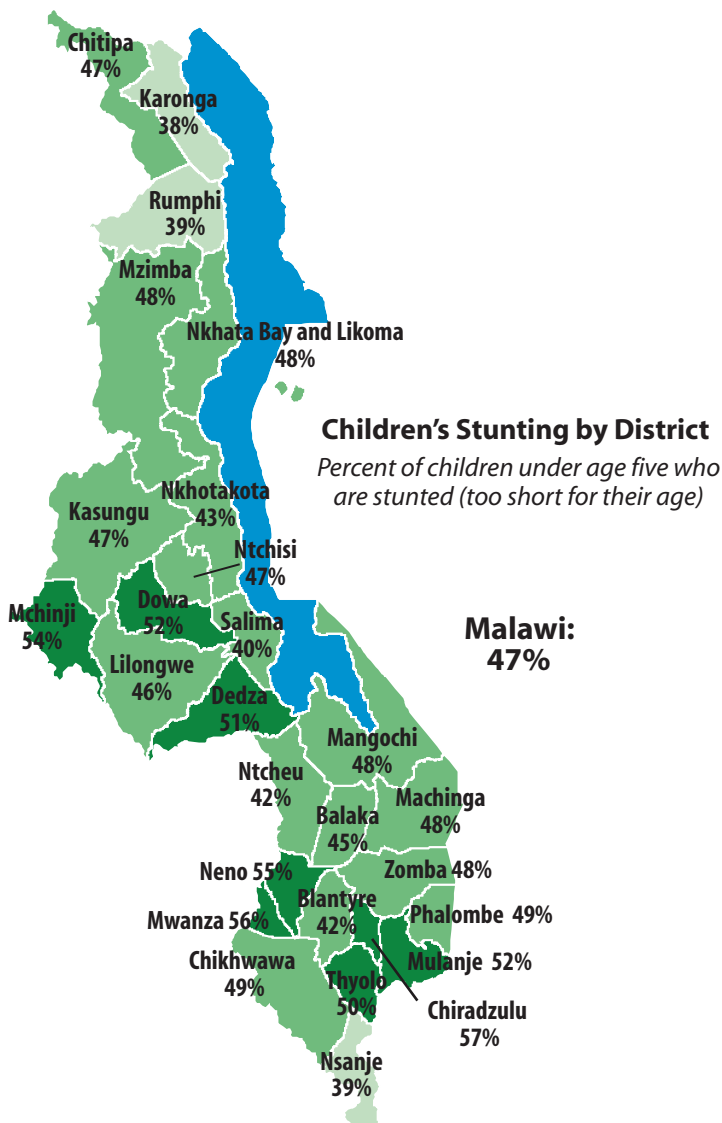 Chitipa
47%
Karonga
38%
Rumphi
39%
Mzimba
48%
Nkhata Bay and Likoma
48%
Children's Stunting by District
Percent of children under age five who
are stunted (too short for their age)
Nkhotakota
43%
Kasungu
47%
Ntchisi
47%
Dowa
52%
Mchinji
54%
Salima
40%
Malawi:
47%
Lilongwe
46%
Dedza
51%
Mangochi
48%
Ntcheu
42%
Machinga
48%
Balaka
45%
Neno 55%
Zomba 48%
Blantyre
42%
Mwanza 56%
Phalombe 49%
Chikhwawa
49%
Mulanje 52%
Thyolo
50%
Chiradzulu
57%
Nsanje
39%